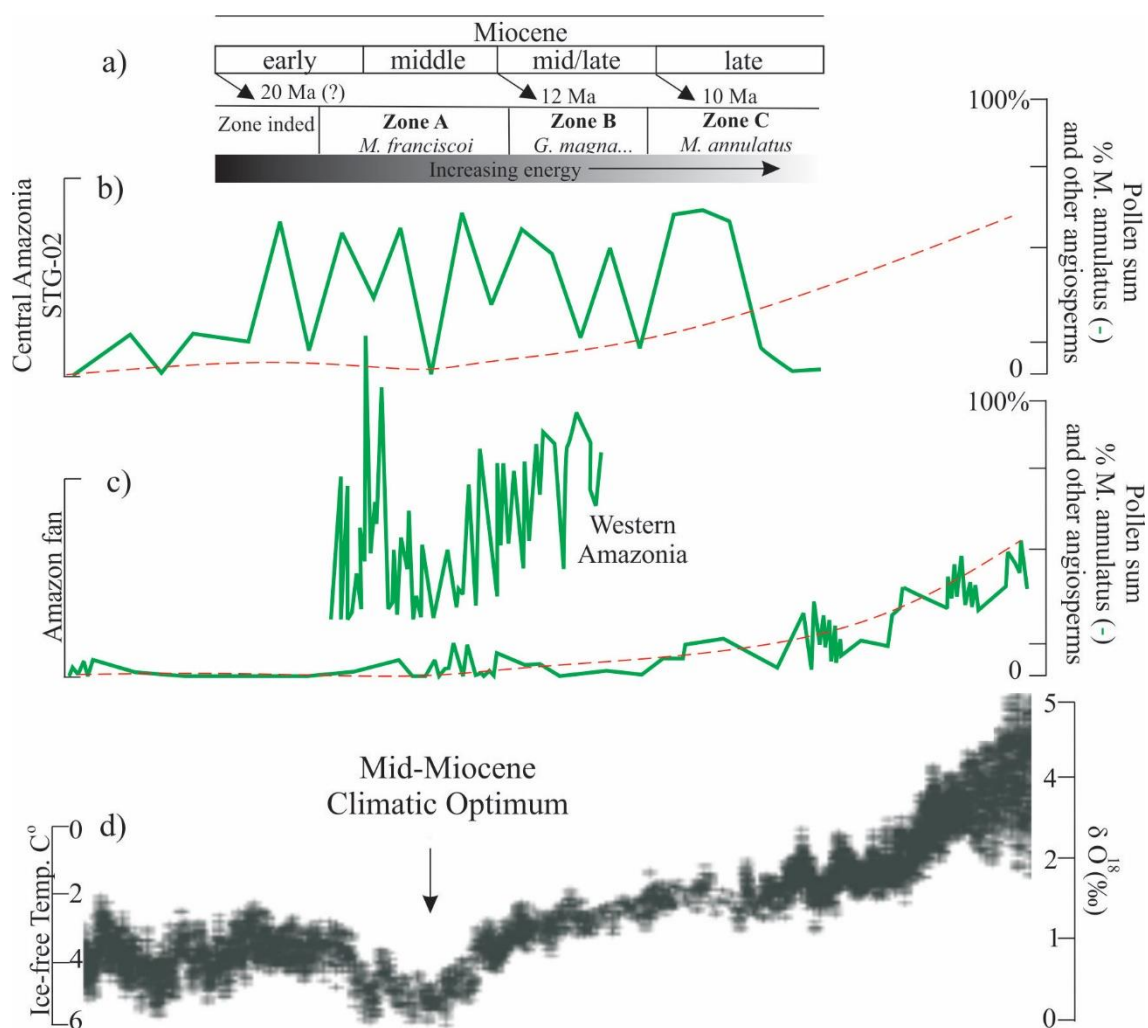 Miocene
a)
early
middle
mid/late
late
20 Ma (?)
12 Ma
10 Ma
Zone inded
Zone A
M. franciscoi
Zone B
G. magna...
Zone C
M. annulatus
Increasing energy
b)
Central Amazonia
STG-02
100%
0
Pollen sum
% M. annulatus (-)
and other angiosperms
c)
Amazon fan
Western
Amazonia
100%
0
Pollen sum
% M. annulatus (-)
and other angiosperms
Mid-Miocene
Climatic Optimum
d)
Ice-free Temp. C°
0
2
4
6
5
4
2
1
0
δ O18(‰)